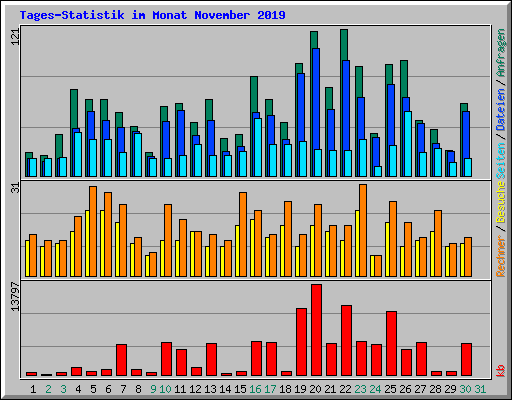 Tages-Statistik im Monat November 2019
121
31
13797
Rechner / Besuche Seiten / Dateien / Anfragen
kb
1 2 3 4 5 6 7 8 9 10 11 12 13 14 15 16 17 18 19 20 21 22 23 24 25 26 27 28 29 30 31